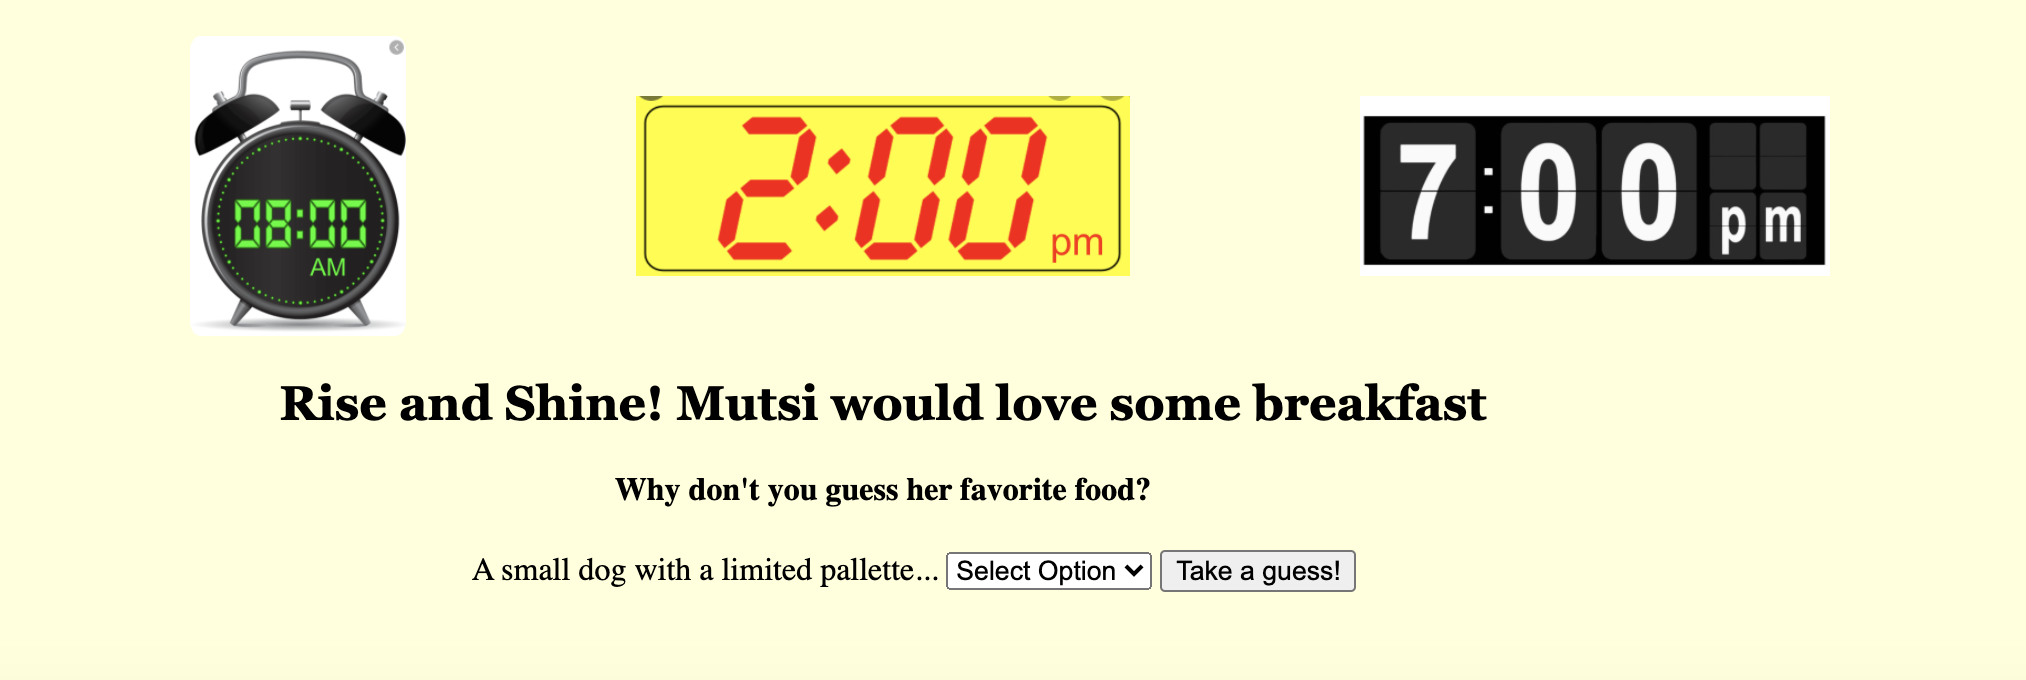 08:00
AM
2:00 pm
7:00 pm
Rise and Shine! Mutsi would love some breakfast
Why don't you guess her favorite food?
A small dog with a limited pallette... Select Option Take a guess!